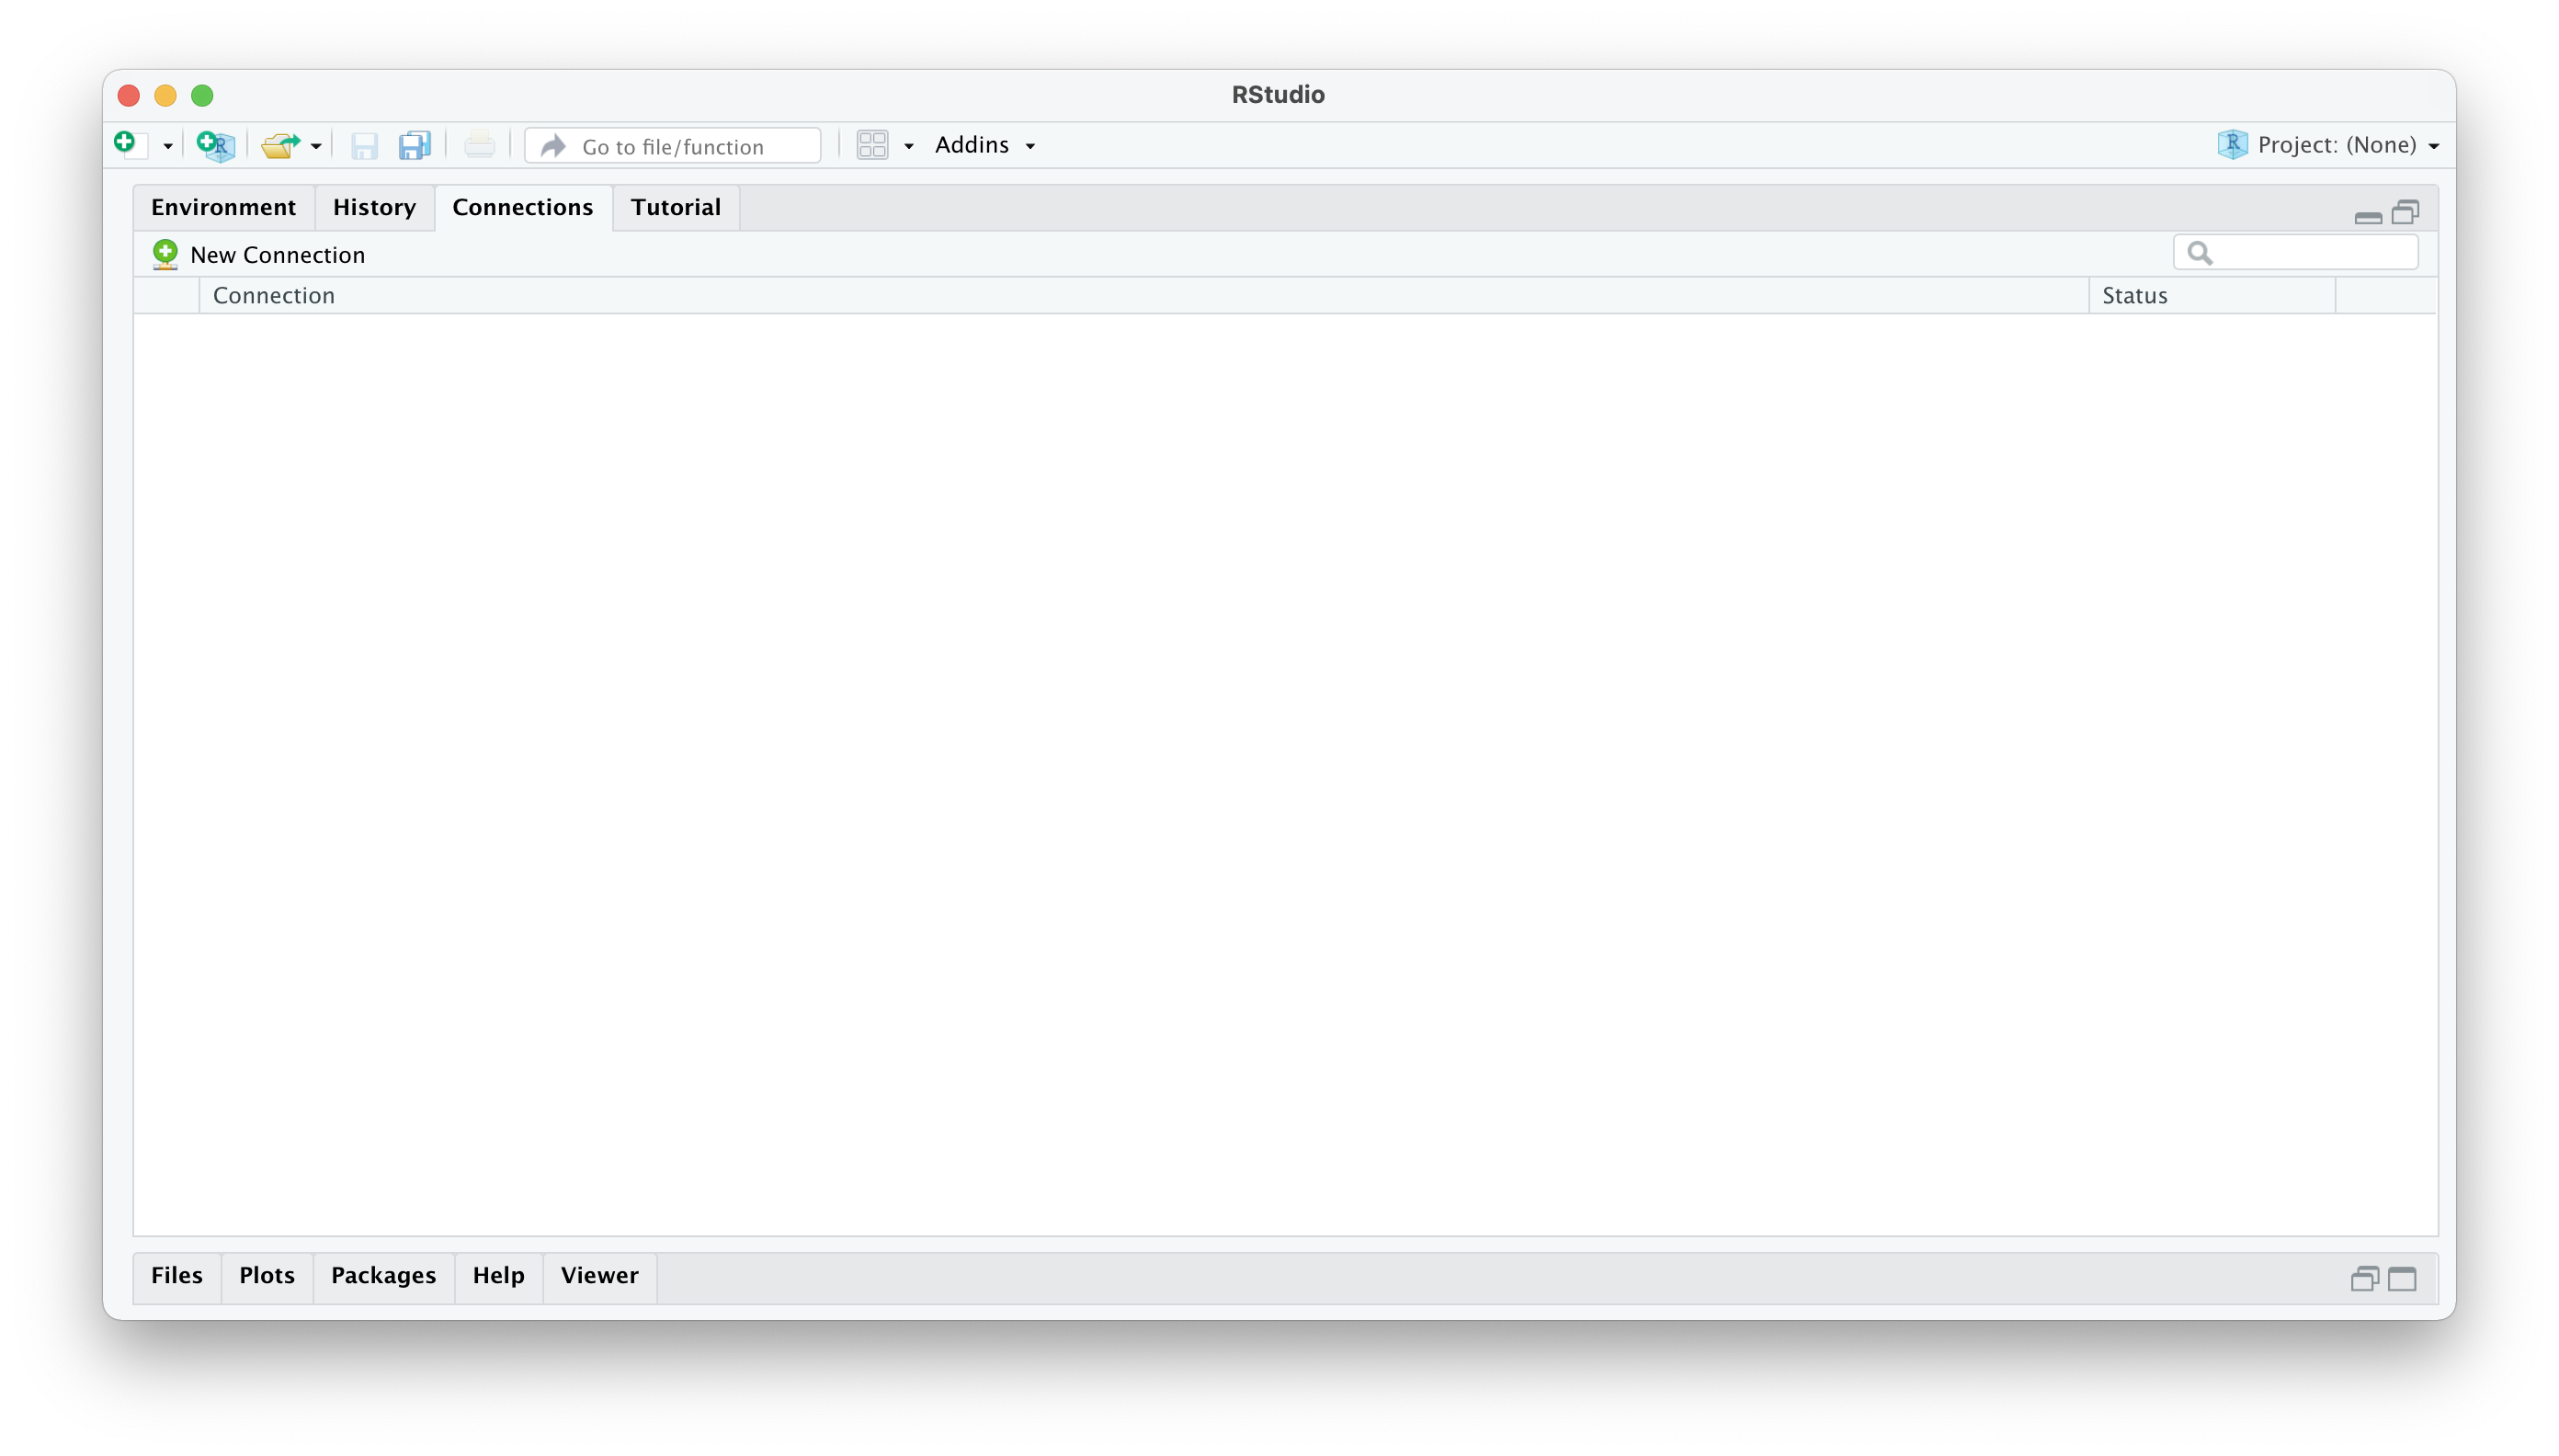 RStudio
Go to file/function
Addins
Project: (None)
Environment History Connections Tutorial
New Connection
Connection Status
Files Plots Packages Help Viewer